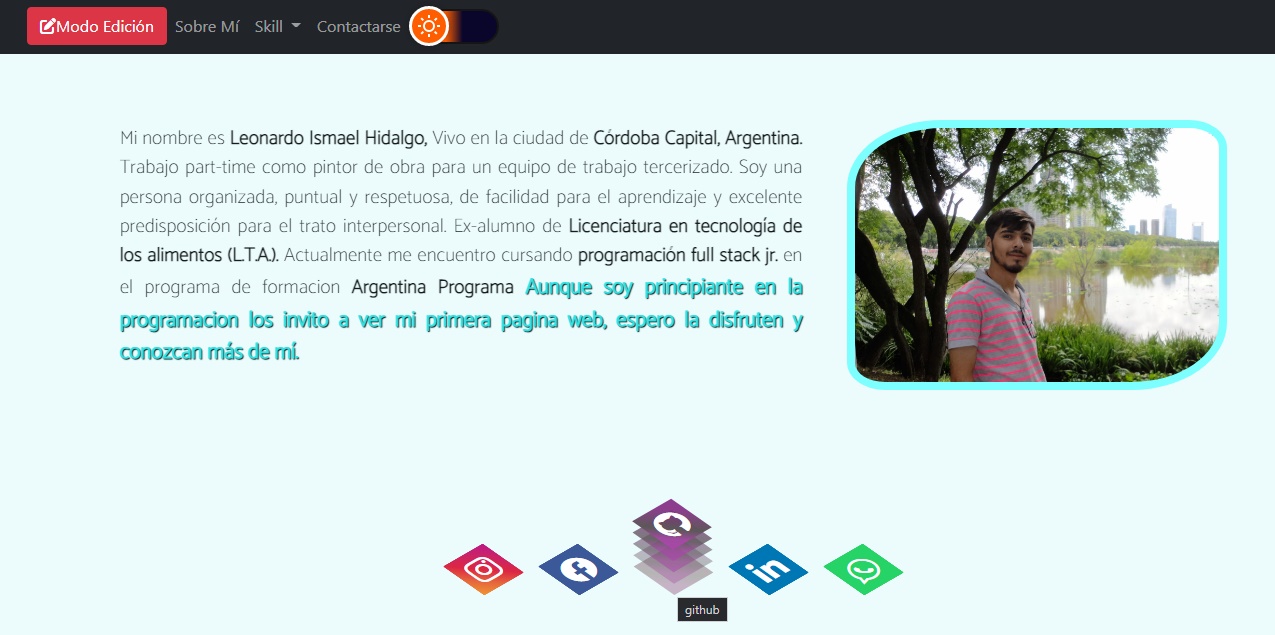 Modo Edición Sobre Mí Skill Contactarse
Mi nombre es Leonardo Ismael Hidalgo, Vivo en la ciudad de Córdoba Capital, Argentina.
Trabajo part-time como pintor de obra para un equipo de trabajo tercerizado. Soy una
persona organizada, puntual y respetuosa, de facilidad para el aprendizaje y excelente
predisposición para el trato interpersonal. Ex-alumno de Licenciatura en tecnología de
los alimentos (L.T.A.). Actualmente me encuentro cursando programación full stack jr. en
el programa de formacion Argentina Programa Aunque soy principiante en la
programacion los invito a ver mi primera pagina web, espero la disfruten y
conozcan más de mí.
in
github